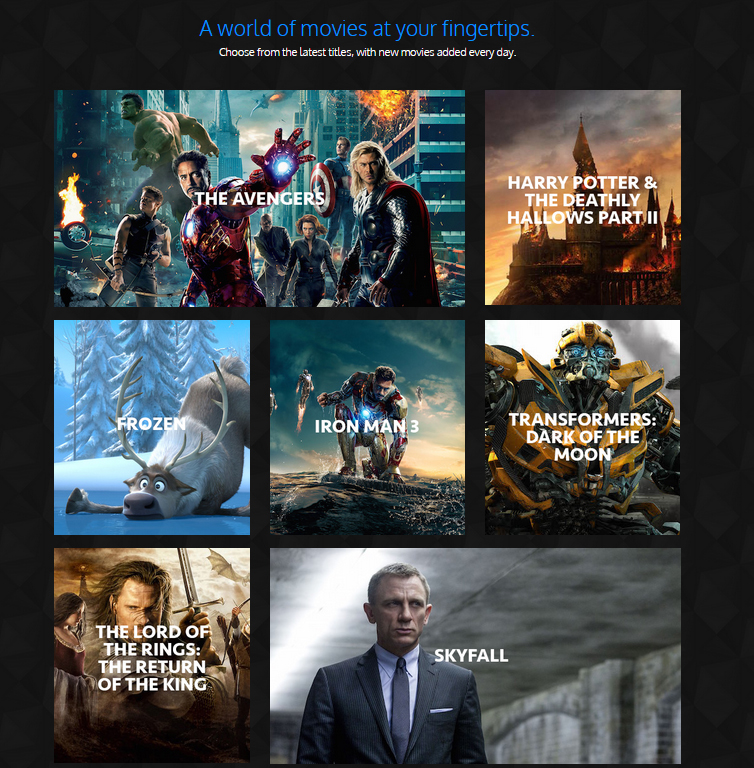 A world of movies at your fingertips.
Choose from the latest titles, with new movies added every day.
THE AVENGERS
HARRY POTTER &
THE DEATHLY
HALLOWS PART II
FROZEN
IRON MAN 3
TRANSFORMERS:
DARK OF THE
MOON
THE LORD OF
THE RINGS:
THE RETURN
OF THE KING
SKYFALL